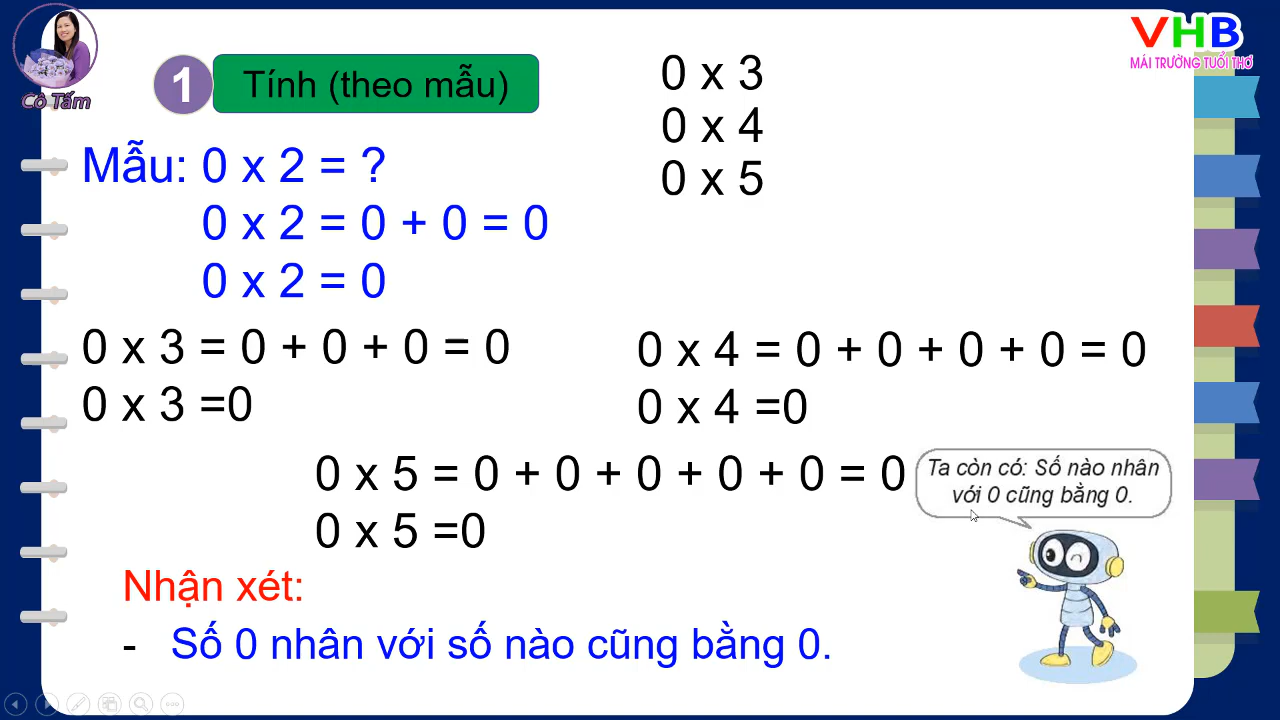 Cô Tấm
VHB
MÁI TRƯỜNG TUỔI THƠ
1 Tính (theo mẫu)
0 x 3
0 x 4
0 x 5
Mẫu: 0 x 2 = ?
0 x 2 = 0 + 0 = 0
0 x 2 = 0
0 x 3 = 0 + 0 + 0 = 0
0 x 3 =0
0 x 4 = 0 + 0 + 0 + 0 = 0
0 x 4 =0
0 x 5 = 0 + 0 + 0 + 0 + 0 = 0
0 x 5 =0
Ta còn có: Số nào nhân
với 0 cũng bằng 0.
Nhận xét:
- Số 0 nhân với số nào cũng bằng 0.